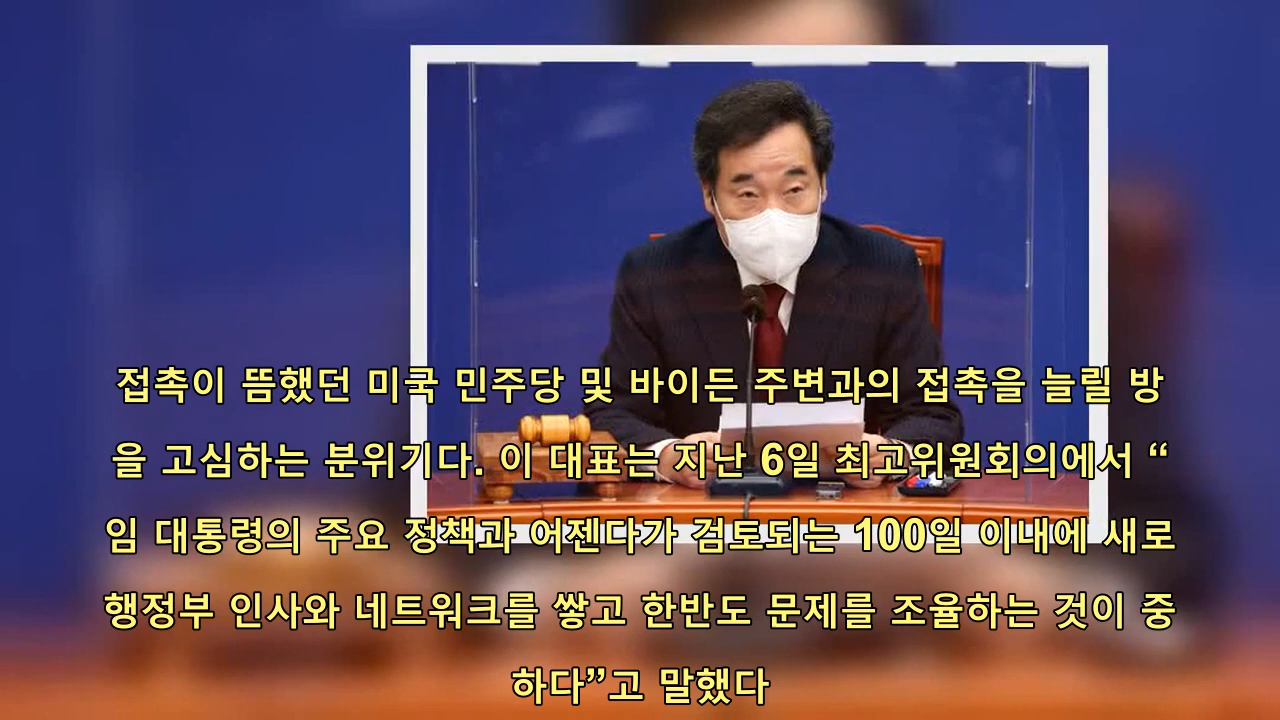 접촉이 뜸했던 미국 민주당 및 바이든 주변과의 접촉을 늘릴 방
을 고심하는 분위기다. 이 대표는 지난 6일 최고위원회의에서 “
임 대통령의 주요 정책과 어젠다가 검토되는 100일 이내에 새로
행정부 인사와 네트워크를 쌓고 한반도 문제를 조율하는 것이 중
하다”고 말했다